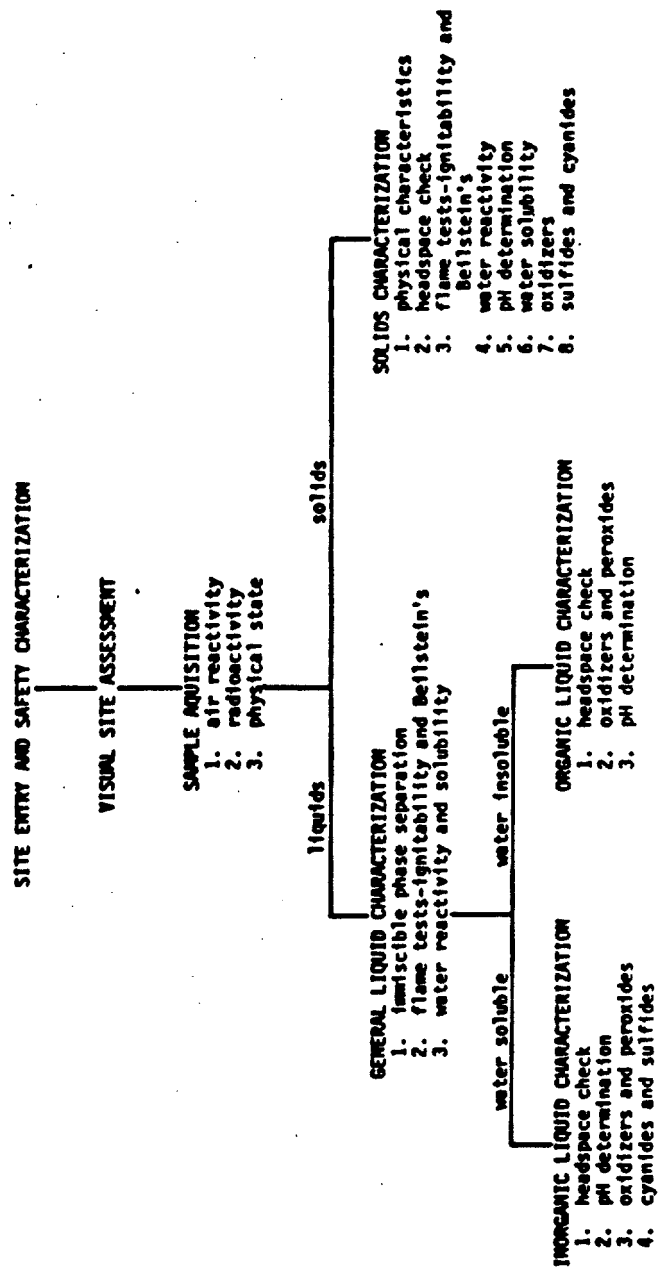 SITE ENTRY AND SAFETY CHARACTERIZATION
VISUAL SITE ASSESSMENT
SAMPLE AQUISITION
1. air reactivity
2. radioactivity
3. physical state
liquids
solids
GENERAL LIQUID CHARACTERIZATION
1. immiscible phase separation
2. flame tests-ignitability and Beilstein's
3. water reactivity and solubility
SOLIDS CHARACTERIZATION
1. physical characteristics
2. headspace check
3. flame tests-ignitability and
Beilstein's
4. water reactivity
5. pH determination
6. water solubility
7. oxidizers
8. sulfides and cyanides
water soluble
water insoluble
INORGANIC LIQUID CHARACTERIZATION
1. headspace check
2. pH determination
3. oxidizers and peroxides
4. cyanides and sulfides
ORGANIC LIQUID CHARACTERIZATION
1. headspace check
2. oxidizers and peroxides
3. pH determination